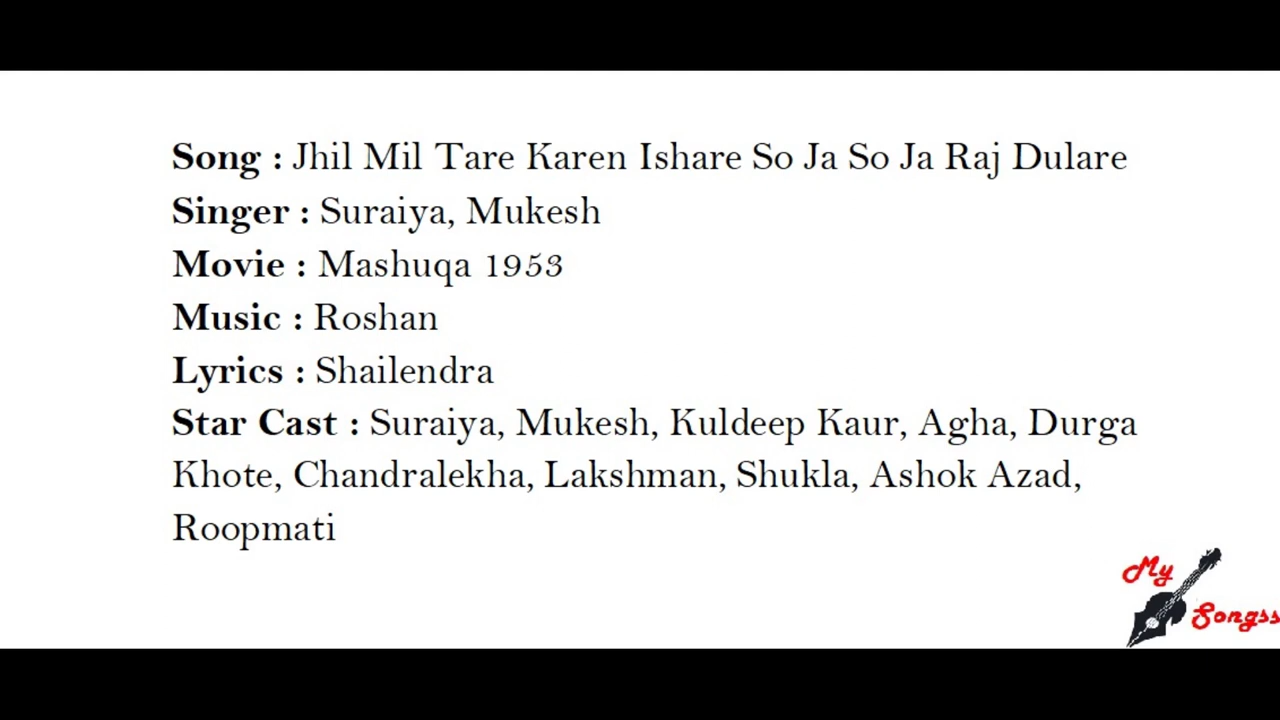 Song : Jhil Mil Tare Karen Ishare So Ja So Ja Raj Dulare
Singer : Suraiya, Mukesh
Movie : Mashuqa 1953
Music : Roshan
Lyrics : Shailendra
Star Cast : Suraiya, Mukesh, Kuldeep Kaur, Agha, Durga
Khote, Chandralekha, Lakshman, Shukla, Ashok Azad,
Roopmati
My
Songss